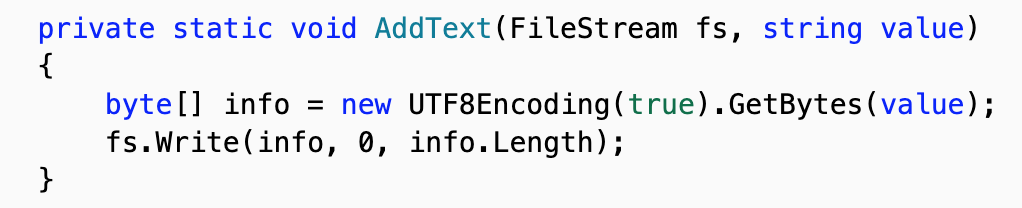 private static void AddText(FileStream fs, string value)
{
    byte[] info = new UTF8Encoding(true).GetBytes(value);
    fs.Write(info, 0, info.Length);
}